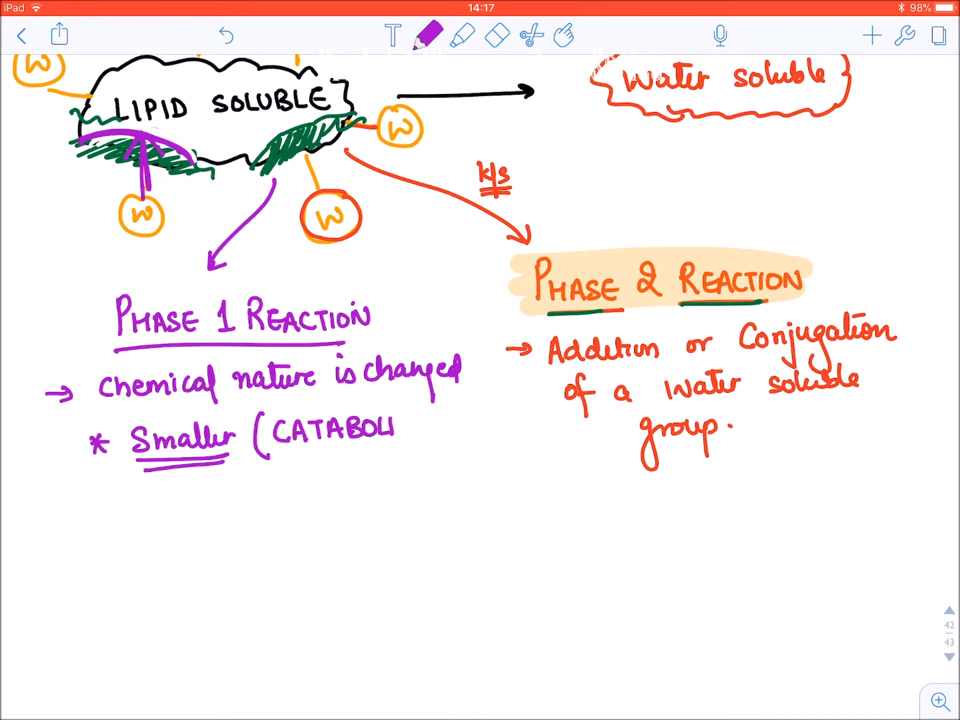 iPad
14:17
98%
T
W
LIPID SOLUBLE
Water soluble
W
k/s
W
W
PHASE 2 REACTION
PHASE 1 REACTION
→ Addition or Conjugation
of a water soluble
group.
→ Chemical nature is changed
* Smaller (CATABOLI
42
43